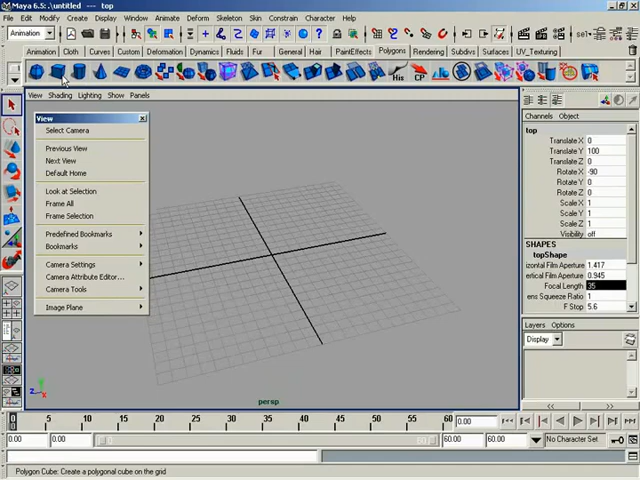 Maya 6.5: .\untitled --- top
File Edit Modify Create Display Window Animate Deform Skeleton Skin Constrain Character Help
Animation
sel
Animation Cloth Curves Custom Deformation Dynamics Fluids Fur General Hair PaintEffects Polygons Rendering Subdivs Surfaces UV_Texturing
His CP
View Shading Lighting Show Panels
Channels Object
View
Select Camera
Previous View
Next View
Default Home
Look at Selection
Frame All
Frame Selection
Predefined Bookmarks
Bookmarks
Camera Settings
Camera Attribute Editor...
Camera Tools
Image Plane
top
Translate X 0
Translate Y 100
Translate Z 0
Rotate X -90
Rotate Y 0
Rotate Z 0
Scale X 1
Scale Y 1
Scale Z 1
Visibility off
SHAPES
topShape
izontal Film Aperture 1.417
ertical Film Aperture 0.945
Focal Length 35
ens Squeeze Ratio 1
F Stop 5.6
Layers Options
Display
persp
5 10 15 20 25 30 35 40 45 50 55 60
0.00
0.00 0.00 60.00 60.00 No Character Set
Polygon Cube: Create a polygonal cube on the grid